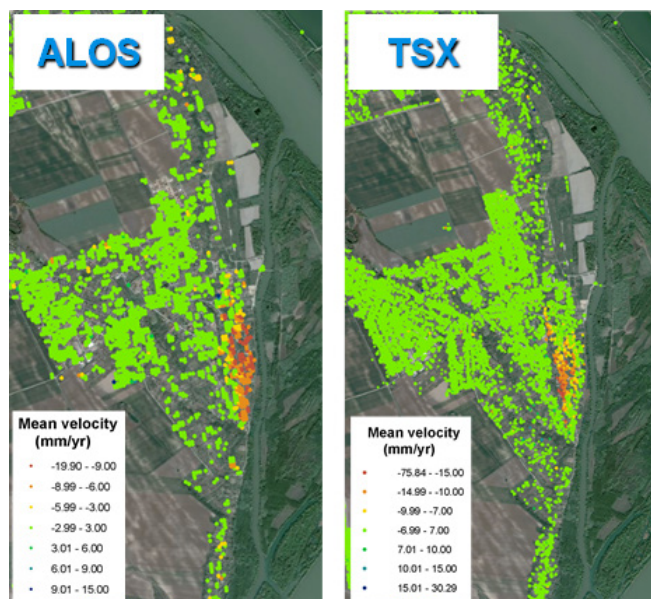 ALOS
TSX
Mean velocity
(mm/yr)
-19.90 - -9.00
-8.99 - -6.00
-5.99 - -3.00
-2.99 - 3.00
3.01 - 6.00
6.01 - 9.00
9.01 - 15.00
Mean velocity
(mm/yr)
-75.84 - -15.00
-14.99 - -10.00
-9.99 - -7.00
-6.99 - 7.00
7.01 - 10.00
10.01 - 15.00
15.01 - 30.29